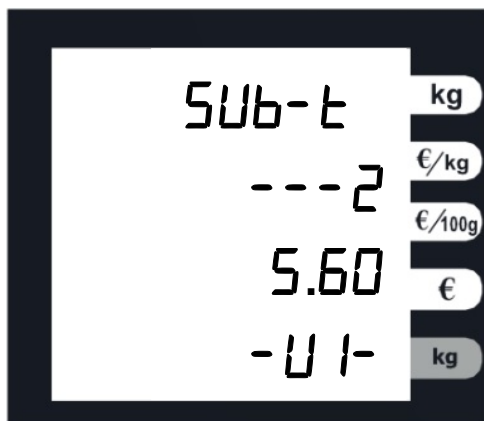 SUb-t
kg
€/kg
---2
€/100g
5.60
€
-U1-
kg